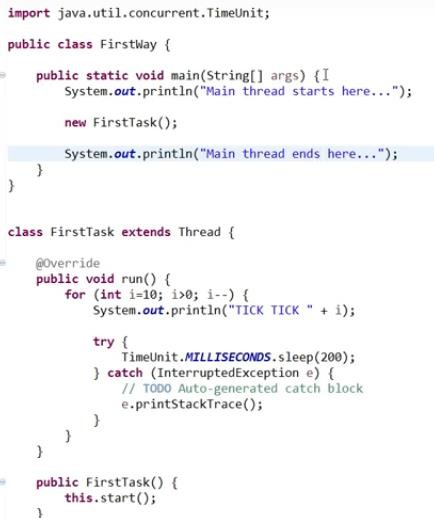 import java.util.concurrent.TimeUnit;
public class FirstWay {
public static void main(String[] args) {
System.out.println("Main thread starts here...");
new FirstTask();
System.out.println("Main thread ends here...");
}
}
class FirstTask extends Thread {
@Override
public void run() {
for (int i=10; i>0; i--) {
System.out.println("TICK TICK " + i);
try {
TimeUnit.MILLISECONDS.sleep(200);
} catch (InterruptedException e) {
// TODO Auto-generated catch block
e.printStackTrace();
}
}
}
public FirstTask() {
this.start();
}